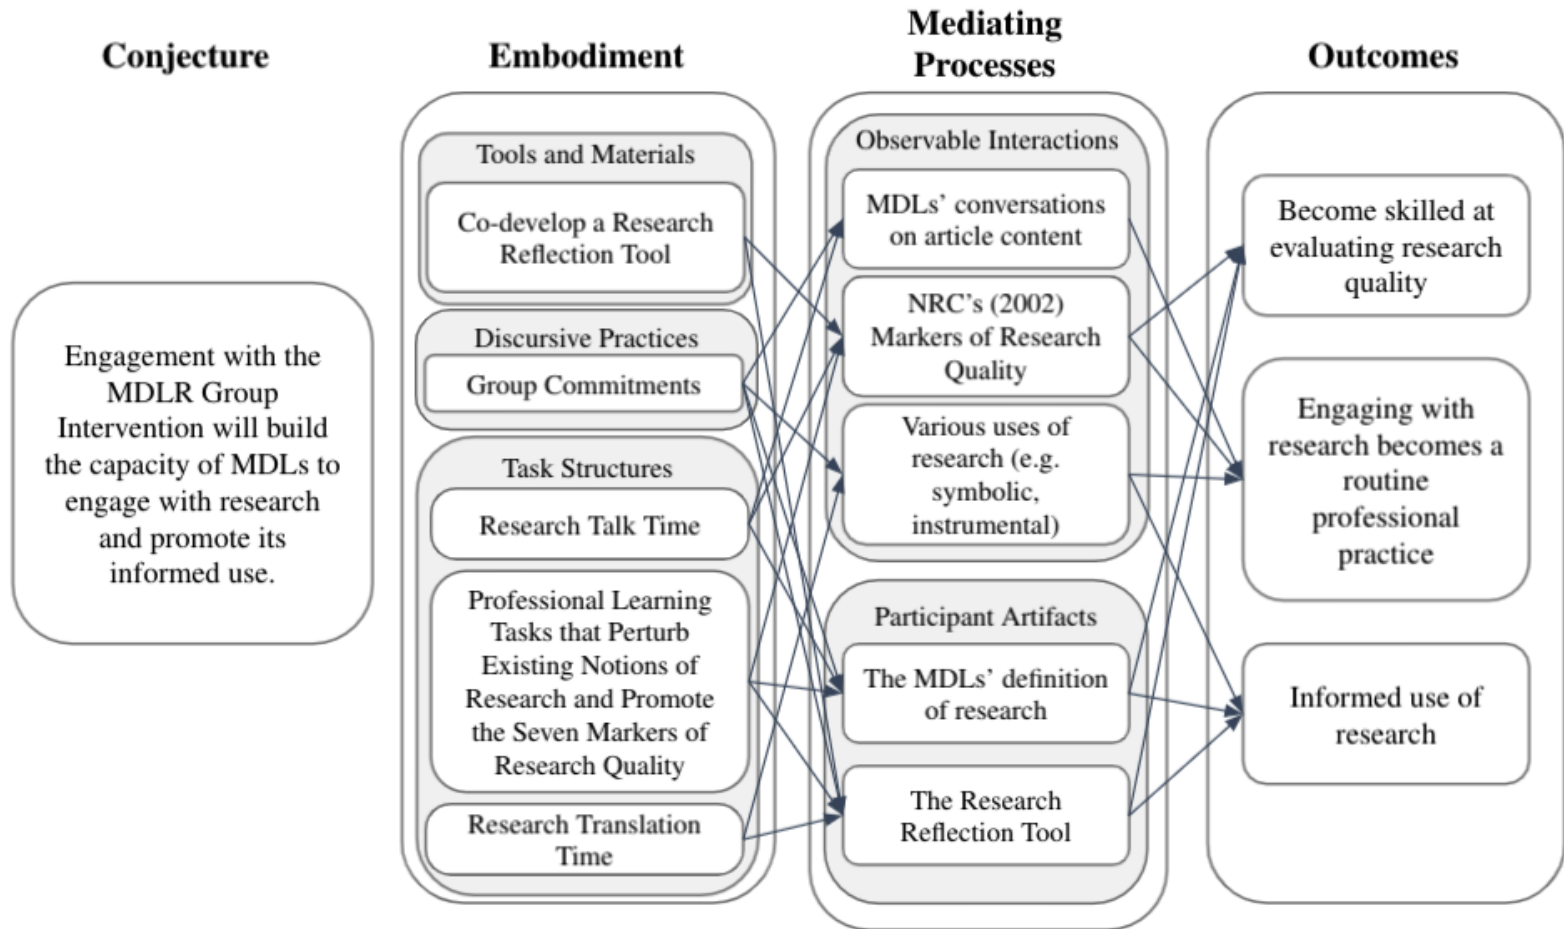 Conjecture
Engagement with the
MDLR Group
Intervention will build
the capacity of MDLs to
engage with research
and promote its
informed use.
Embodiment
Tools and Materials
Co-develop a Research
Reflection Tool
Discursive Practices
Group Commitments
Task Structures
Research Talk Time
Professional Learning
Tasks that Perturb
Existing Notions of
Research and Promote
the Seven Markers of
Research Quality
Research Translation
Time
Mediating
Processes
Observable Interactions
MDLs’ conversations
on article content
NRC’s (2002)
Markers of Research
Quality
Various uses of
research (e.g.
symbolic,
instrumental)
Participant Artifacts
The MDLs’ definition
of research
The Research
Reflection Tool
Outcomes
Become skilled at
evaluating research
quality
Engaging with
research becomes a
routine
professional
practice
Informed use of
research